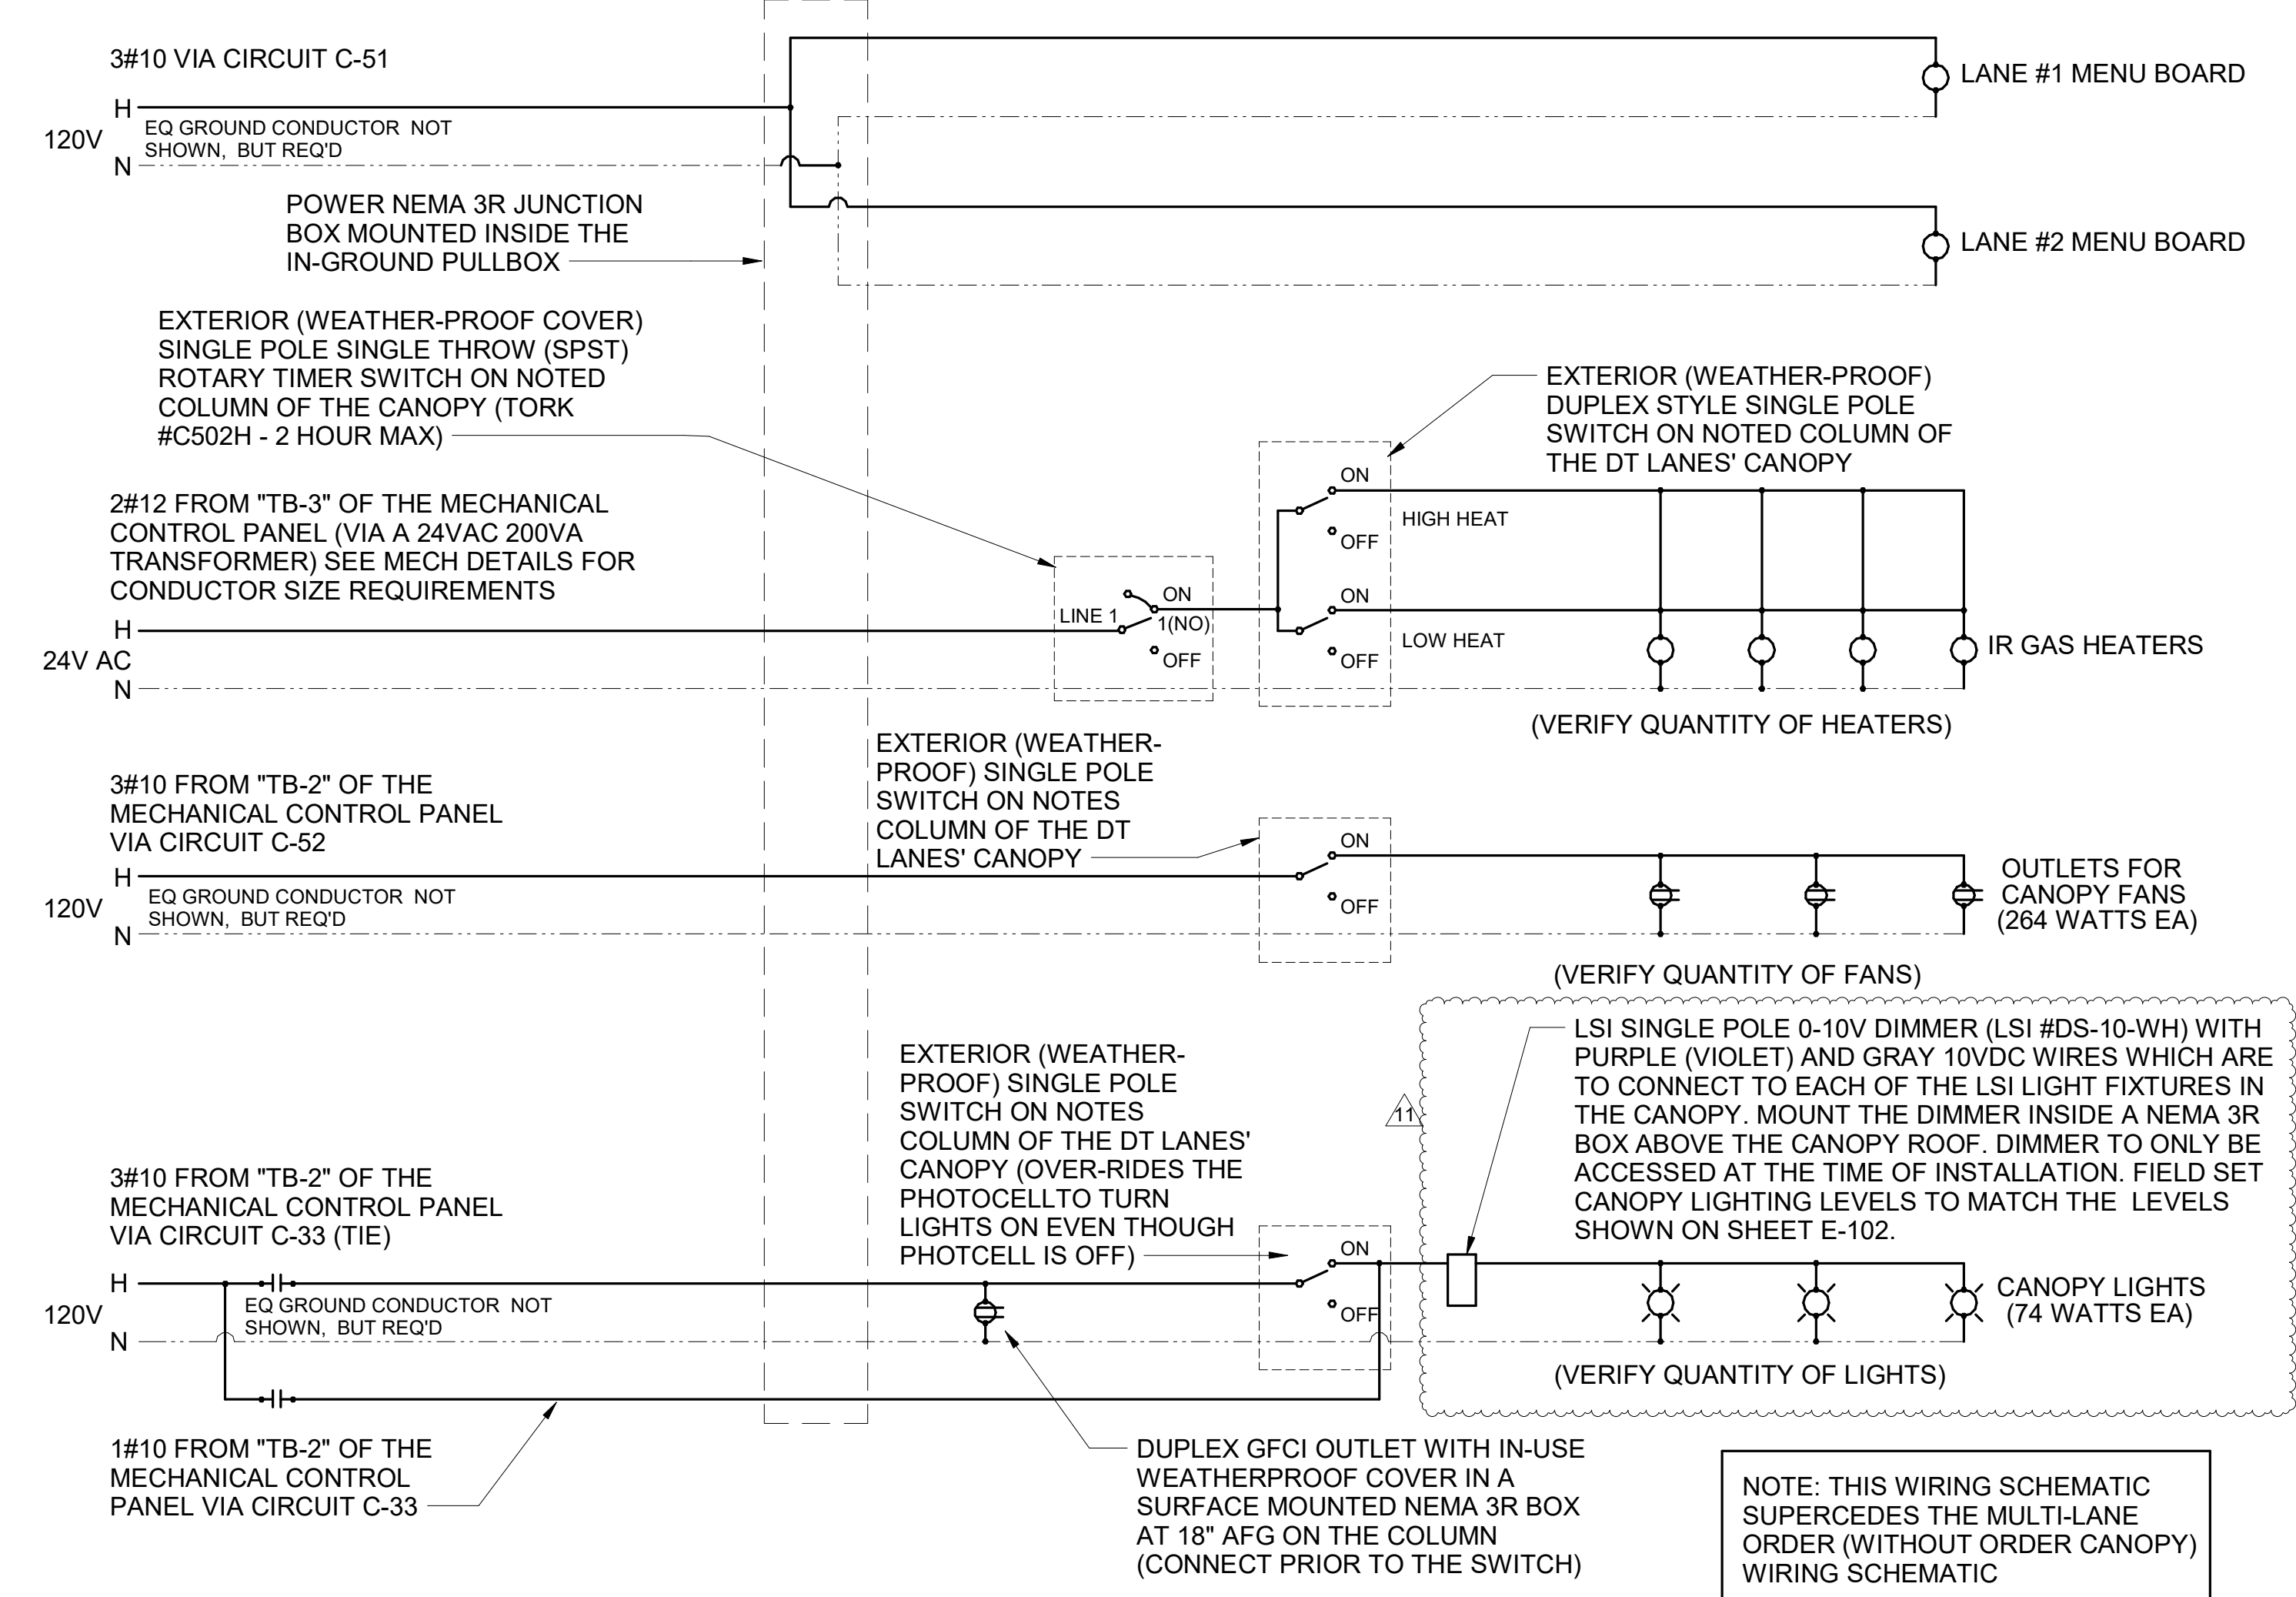 3#10 VIA CIRCUIT C-51
LANE #1 MENU BOARD
H
EQ GROUND CONDUCTOR  NOT
120V
SHOWN,  BUT REQ'D
N
POWER NEMA 3R JUNCTION
BOX MOUNTED INSIDE THE
IN-GROUND PULLBOX
LANE #2 MENU BOARD
EXTERIOR (WEATHER-PROOF COVER)
SINGLE POLE SINGLE THROW (SPST)
ROTARY TIMER SWITCH ON NOTED
COLUMN OF THE CANOPY (TORK
#C502H - 2 HOUR MAX)
EXTERIOR (WEATHER-PROOF)
DUPLEX STYLE SINGLE POLE
SWITCH ON NOTED COLUMN OF
THE DT LANES' CANOPY
2#12 FROM "TB-3" OF THE MECHANICAL
CONTROL PANEL (VIA A 24VAC 200VA
TRANSFORMER) SEE MECH DETAILS FOR
CONDUCTOR SIZE REQUIREMENTS
ON
HIGH HEAT
OFF
ON
LOW HEAT
OFF
LINE 1
ON
1(NO)
OFF
H
24V AC
N
IR GAS HEATERS
(VERIFY QUANTITY OF HEATERS)
3#10 FROM "TB-2" OF THE
MECHANICAL CONTROL PANEL
VIA CIRCUIT C-52
EXTERIOR (WEATHER-
PROOF) SINGLE POLE
SWITCH ON NOTES
COLUMN OF THE DT
LANES' CANOPY
H
EQ GROUND CONDUCTOR  NOT
120V
SHOWN,  BUT REQ'D
N
ON
OFF
OUTLETS FOR
CANOPY FANS
(264 WATTS EA)
(VERIFY QUANTITY OF FANS)
EXTERIOR (WEATHER-
PROOF) SINGLE POLE
SWITCH ON NOTES
COLUMN OF THE DT LANES'
CANOPY (OVER-RIDES THE
PHOTOCELLTO TURN
LIGHTS ON EVEN THOUGH
PHOTCELL IS OFF)
11
LSI SINGLE POLE 0-10V DIMMER (LSI #DS-10-WH) WITH
PURPLE (VIOLET) AND GRAY 10VDC WIRES WHICH ARE
TO CONNECT TO EACH OF THE LSI LIGHT FIXTURES IN
THE CANOPY. MOUNT THE DIMMER INSIDE A NEMA 3R
BOX ABOVE THE CANOPY ROOF. DIMMER TO ONLY BE
ACCESSED AT THE TIME OF INSTALLATION. FIELD SET
CANOPY LIGHTING LEVELS TO MATCH THE  LEVELS
SHOWN ON SHEET E-102.
3#10 FROM "TB-2" OF THE
MECHANICAL CONTROL PANEL
VIA CIRCUIT C-33 (TIE)
H
EQ GROUND CONDUCTOR  NOT
120V
SHOWN,  BUT REQ'D
N
ON
OFF
CANOPY LIGHTS
(74 WATTS EA)
(VERIFY QUANTITY OF LIGHTS)
1#10 FROM "TB-2" OF THE
MECHANICAL CONTROL
PANEL VIA CIRCUIT C-33
DUPLEX GFCI OUTLET WITH IN-USE
WEATHERPROOF COVER IN A
SURFACE MOUNTED NEMA 3R BOX
AT 18" AFG ON THE COLUMN
(CONNECT PRIOR TO THE SWITCH)
NOTE: THIS WIRING SCHEMATIC
SUPERCEDES THE MULTI-LANE
ORDER (WITHOUT ORDER CANOPY)
WIRING SCHEMATIC